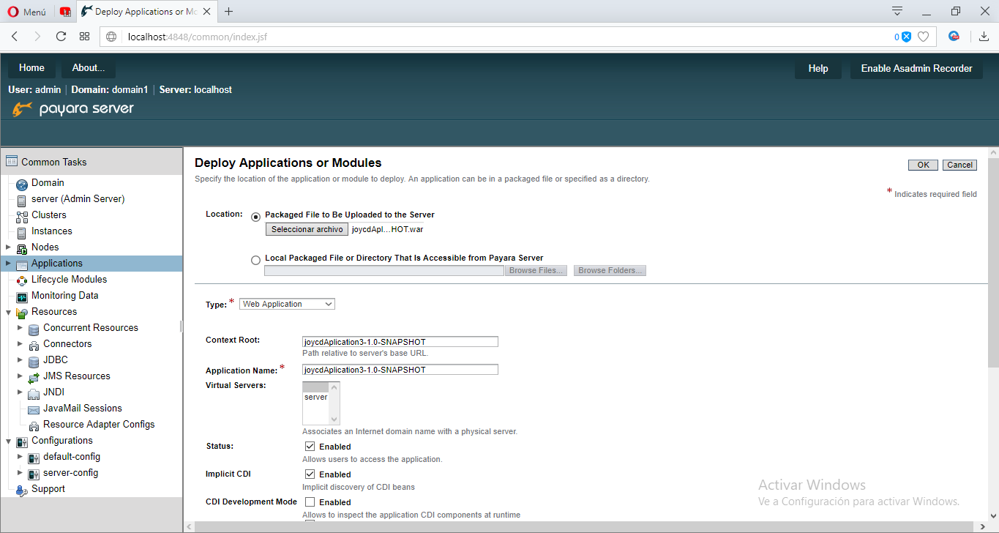 Menú
Deploy Applications or Mo
localhost:4848/common/index.jsf
0
Home
About...
Help
Enable Asadmin Recorder
User: admin
Domain: domain1
Server: localhost
payara server
Common Tasks
Domain
server (Admin Server)
Clusters
Instances
Nodes
Applications
Lifecycle Modules
Monitoring Data
Resources
Concurrent Resources
Connectors
JDBC
JMS Resources
JNDI
JavaMail Sessions
Resource Adapter Configs
Configurations
default-config
server-config
Support
Deploy Applications or Modules
OK
Cancel
Specify the location of the application or module to deploy. An application can be in a packaged file or specified as a directory.
* Indicates required field
Location:
Packaged File to Be Uploaded to the Server
Seleccionar archivo
joycdApl...HOT.war
Local Packaged File or Directory That Is Accessible from Payara Server
Browse Files...
Browse Folders...
Type: *
Web Application
Context Root:
joycdAplication3-1.0-SNAPSHOT
Path relative to server's base URL.
Application Name: *
joycdAplication3-1.0-SNAPSHOT
Virtual Servers:
server
Associates an Internet domain name with a physical server.
Status:
Enabled
Allows users to access the application.
Implicit CDI
Enabled
Implicit discovery of CDI beans
CDI Development Mode
Enabled
Allows to inspect the application CDI components at runtime
Activar Windows
Ve a Configuración para activar Windows.